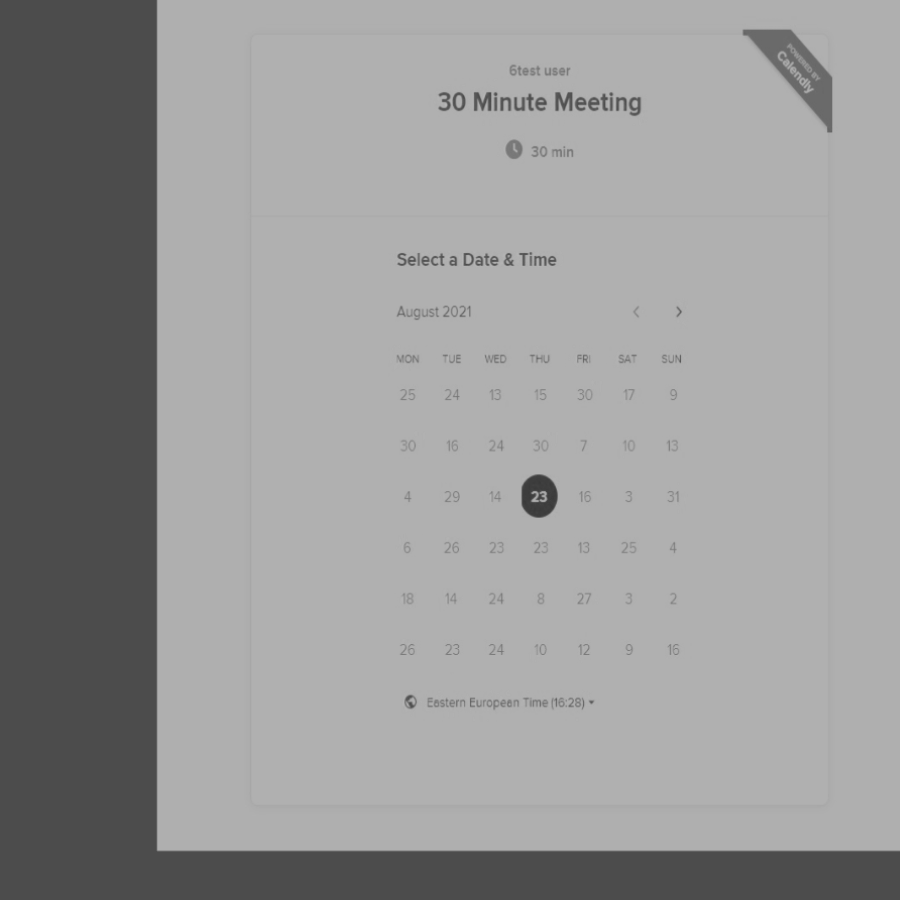 POWERED BY
Calendly
6test user
30 Minute Meeting
30 min
Select a Date & Time
August 2021
MON TUE WED THU FRI SAT SUN
25 24 13 15 30 17 9
30 16 24 30 7 10 13
4 29 14 23 16 3 31
6 26 23 23 13 25 4
18 14 24 8 27 3 2
26 23 24 10 12 9 16
Eastern European Time (16:28)